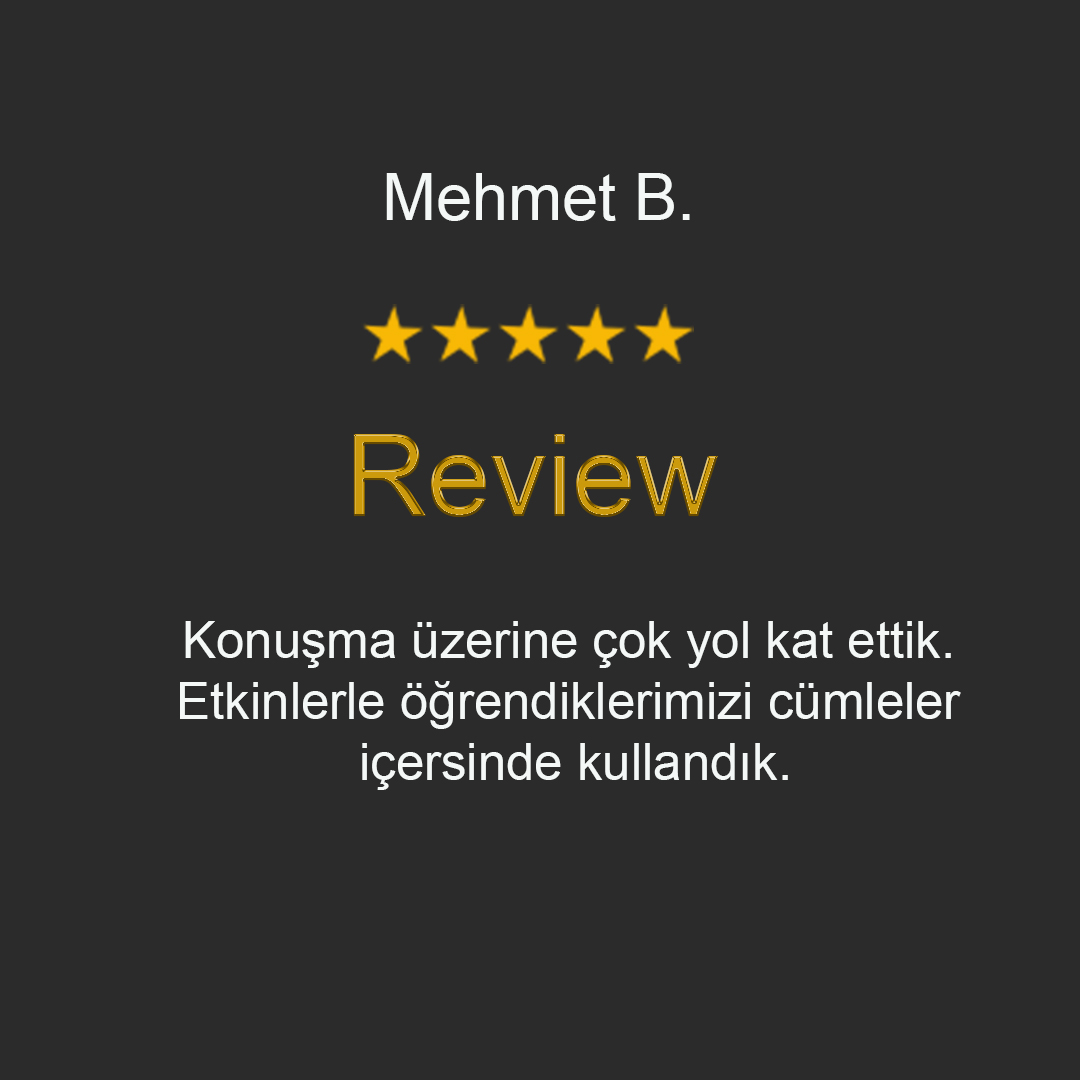 Mehmet B.
Review
Konuşma üzerine çok yol kat ettik.
Etkinlerle öğrendiklerimizi cümleler
içersinde kullandık.